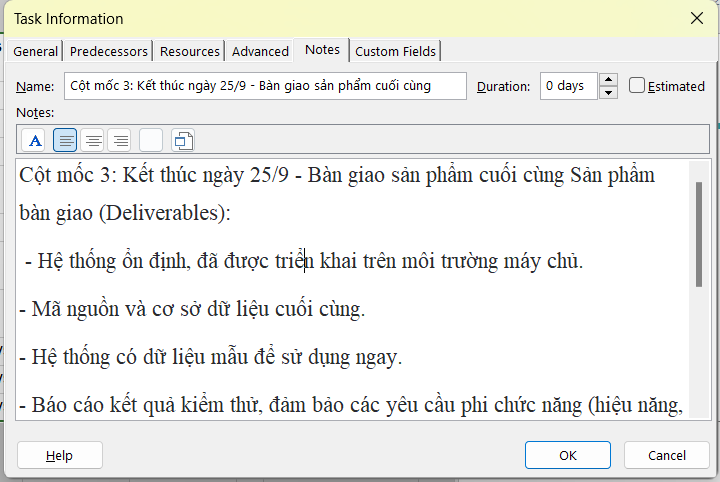 Task Information
General Predecessors Resources Advanced Notes Custom Fields
Name: Cột mốc 3: Kết thúc ngày 25/9 - Bàn giao sản phẩm cuối cùng Duration: 0 days Estimated
Notes:
A
Cột mốc 3: Kết thúc ngày 25/9 - Bàn giao sản phẩm cuối cùng Sản phẩm
bàn giao (Deliverables):
- Hệ thống ổn định, đã được triển khai trên môi trường máy chủ.
- Mã nguồn và cơ sở dữ liệu cuối cùng.
- Hệ thống có dữ liệu mẫu để sử dụng ngay.
- Báo cáo kết quả kiểm thử, đảm bảo các yêu cầu phi chức năng (hiệu năng,
Help OK Cancel